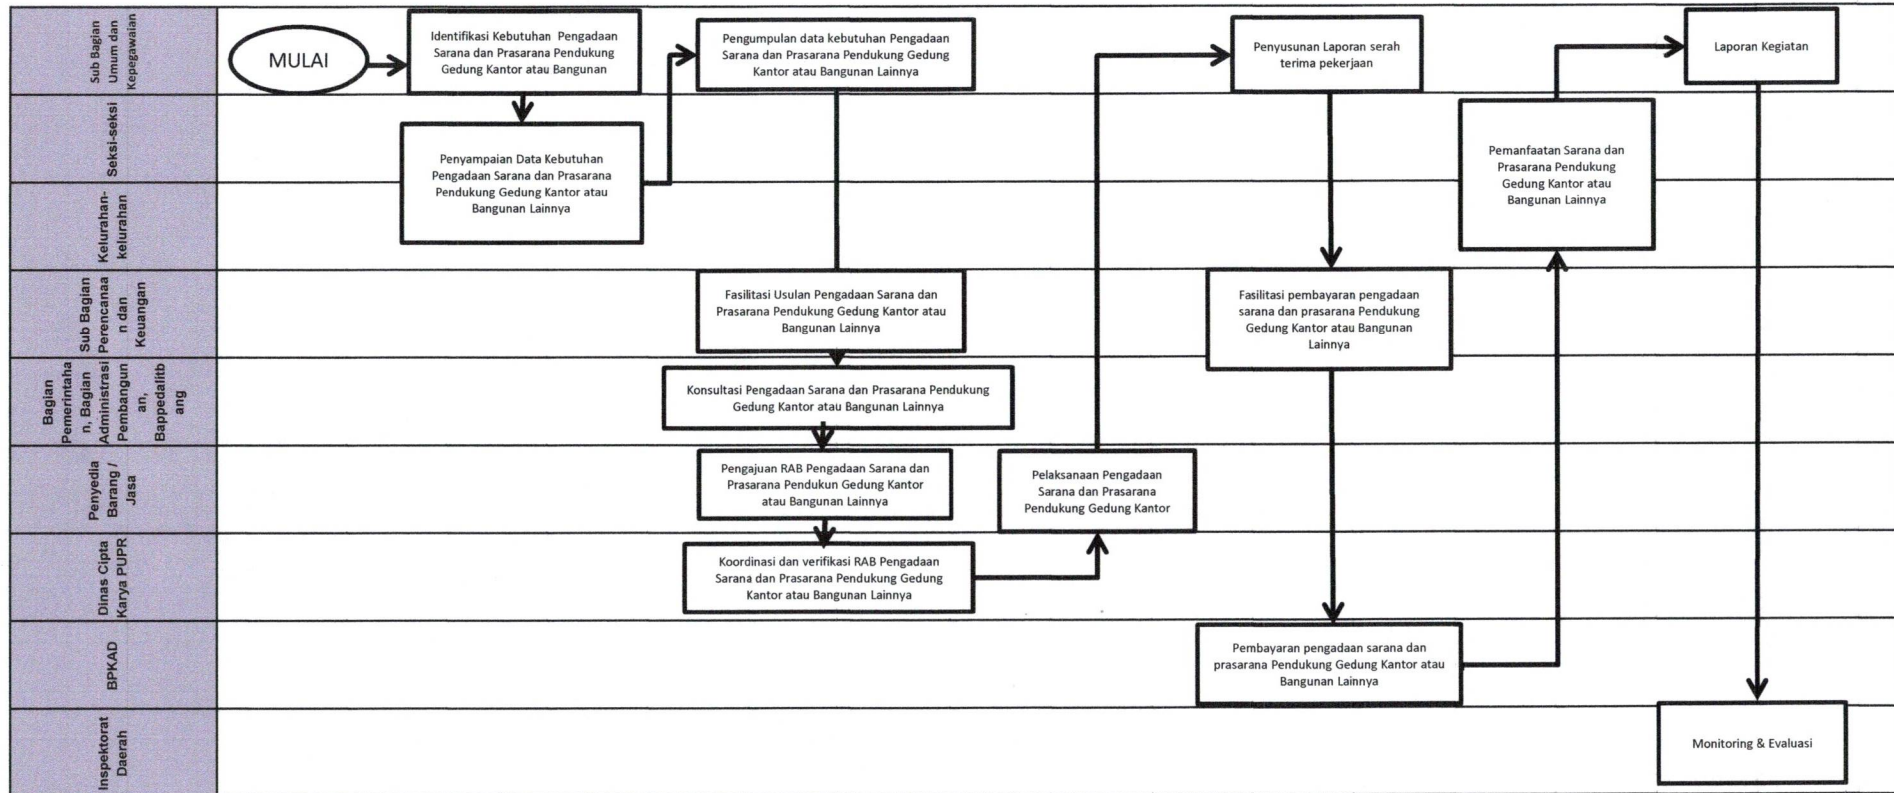 Sub Bagian
Umum dan
Kepegawaian
MULAI
Identifikasi Kebutuhan Pengadaan
Sarana dan Prasarana Pendukung
Gedung Kantor atau Bangunan
Pengumpulan data kebutuhan Pengadaan
Sarana dan Prasarana Pendukung Gedung
Kantor atau Bangunan Lainnya
Penyusunan Laporan serah
terima pekerjaan
Laporan Kegiatan
Seksi-seksi
Penyampaian Data Kebutuhan
Pengadaan Sarana dan Prasarana
Pendukung Gedung Kantor atau
Bangunan Lainnya
Pemanfaatan Sarana dan
Prasarana Pendukung
Gedung Kantor atau
Bangunan Lainnya
Kelurahan-
kelurahan
Sub Bagian
Perencanaa
n dan
Keuangan
Fasilitasi Usulan Pengadaan Sarana dan
Prasarana Pendukung Gedung Kantor atau
Bangunan Lainnya
Fasilitasi pembayaran pengadaan
sarana dan prasarana Pendukung
Gedung Kantor atau Bangunan
Lainnya
Bagian
Pemerintaha
n, Bagian
Administrasi
Pembangun
an,
Bappedalitb
ang
Konsultasi Pengadaan Sarana dan Prasarana Pendukung
Gedung Kantor atau Bangunan Lainnya
Penyedia
Barang /
Jasa
Pengajuan RAB Pengadaan Sarana dan
Prasarana Pendukun Gedung Kantor
atau Bangunan Lainnya
Pelaksanaan Pengadaan
Sarana dan Prasarana
Pendukung Gedung Kantor
Dinas Cipta
Karya PUPR
Koordinasi dan verifikasi RAB Pengadaan
Sarana dan Prasarana Pendukung Gedung
Kantor atau Bangunan Lainnya
BPKAD
Pembayaran pengadaan sarana dan
prasarana Pendukung Gedung Kantor atau
Bangunan Lainnya
Inspektorat
Daerah
Monitoring & Evaluasi